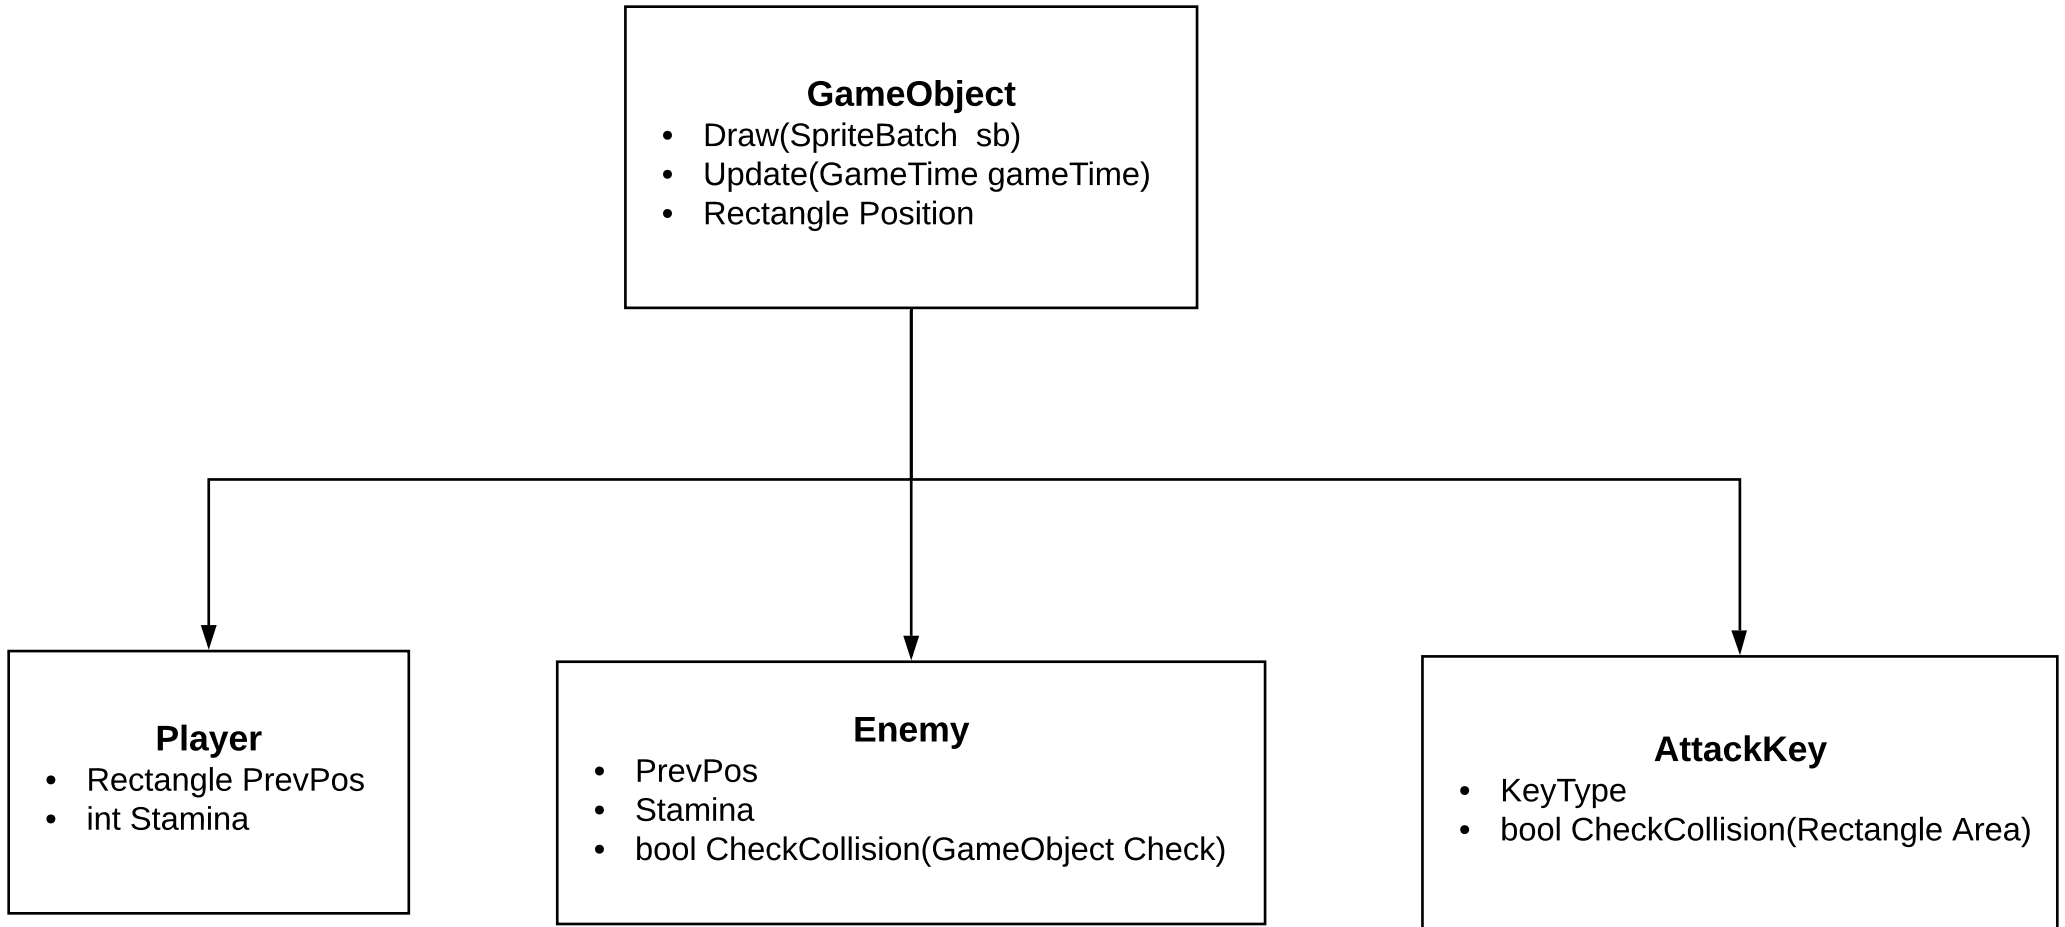 GameObject
• Draw(SpriteBatch  sb)
• Update(GameTime gameTime)
• Rectangle Position
Player
• Rectangle PrevPos
• int Stamina
Enemy
• PrevPos
• Stamina
• bool CheckCollision(GameObject Check)
AttackKey
• KeyType
• bool CheckCollision(Rectangle Area)